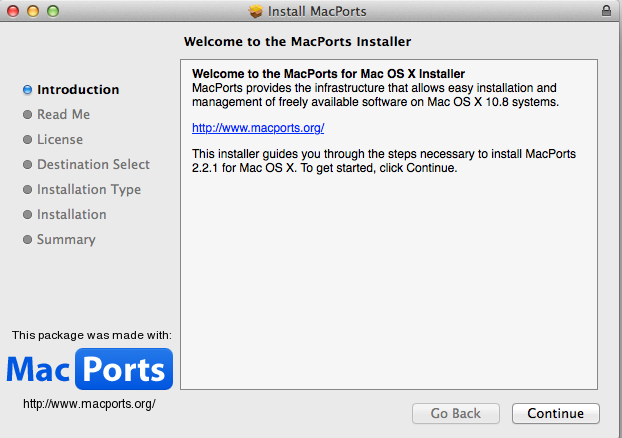 Install MacPorts
Welcome to the MacPorts Installer
Introduction
Read Me
License
Destination Select
Installation Type
Installation
Summary
Welcome to the MacPorts for Mac OS X Installer
MacPorts provides the infrastructure that allows easy installation and
management of freely available software on Mac OS X 10.8 systems.
http://www.macports.org/
This installer guides you through the steps necessary to install MacPorts
2.2.1 for Mac OS X. To get started, click Continue.
This package was made with:
Mac Ports
http://www.macports.org/
Go Back
Continue